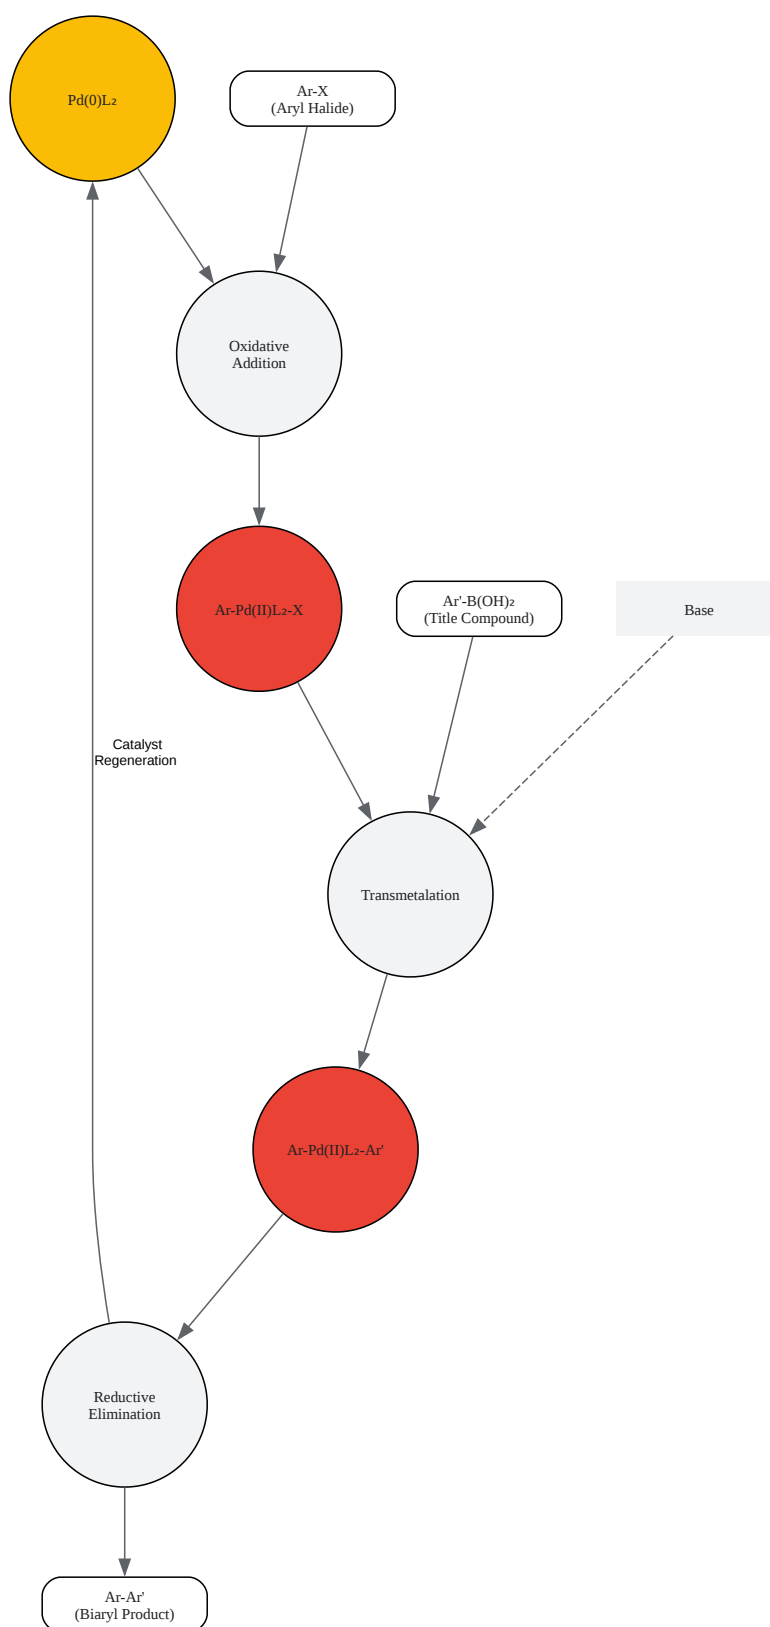 Pd(0)L₂
Ar-X
(Aryl Halide)
Oxidative
Addition
Ar-Pd(II)L₂-X
Ar'-B(OH)₂
(Title Compound)
Base
Catalyst
Regeneration
Transmetalation
Ar-Pd(II)L₂-Ar'
Reductive
Elimination
Ar-Ar'
(Biaryl Product)